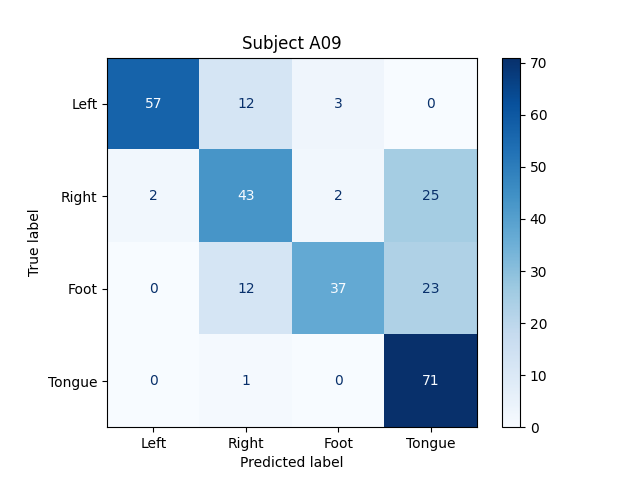 Subject A09
True label
Left 57 12 3 0
Right 2 43 2 25
Foot 0 12 37 23
Tongue 0 1 0 71
Left Right Foot Tongue
Predicted label
70
60
50
40
30
20
10
0